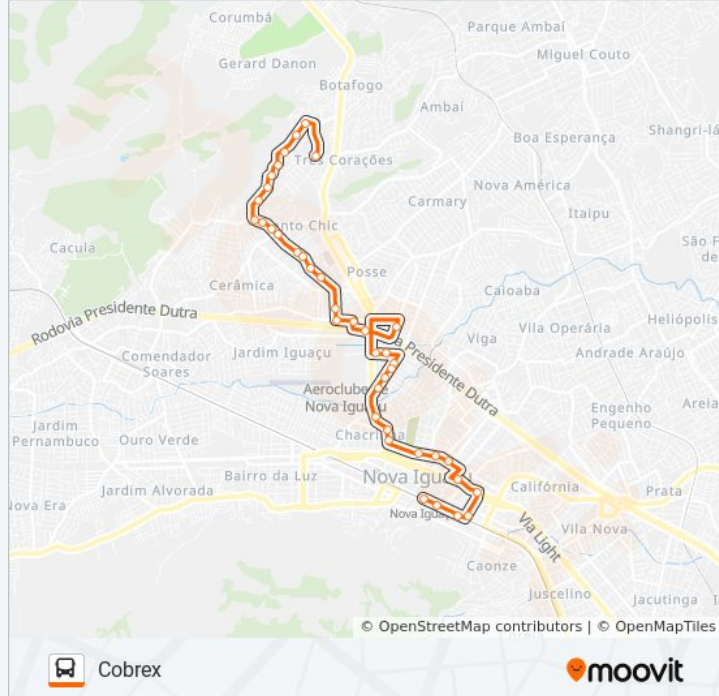 Corumbá
Parque Ambaí
Gerard Danon
Miguel Couto
Botafogo
Ambaí
Shangri-lá
Boa Esperança
Três Corações
Nova América
Carmary
Itaipu
anto Chic
São F
de
Cacula
Posse
Cerâmica
Caioaba
Heliópolis
Rodovia Presidente Dutra
Vila Operária
Viga
a Presidente Dutra
Andrade Araújo
Comendador
Soares
Jardim Iguaçu
Aeroclube
Nova Iguaçu
Engenho
Pequeno
Areia
Jardim
Pernambuco
Ouro Verde
Chacrinha
Bairro da Luz
Nova Iguaçu
Jardim Alvorada
Califórnia
Prata
Nova Era
Nova Iguaçu
Via Light
Vila Nova
Caonze
Juscelino
Jacutinga
© OpenStreetMap contributors | © OpenMapTiles
Cobrex
moovit